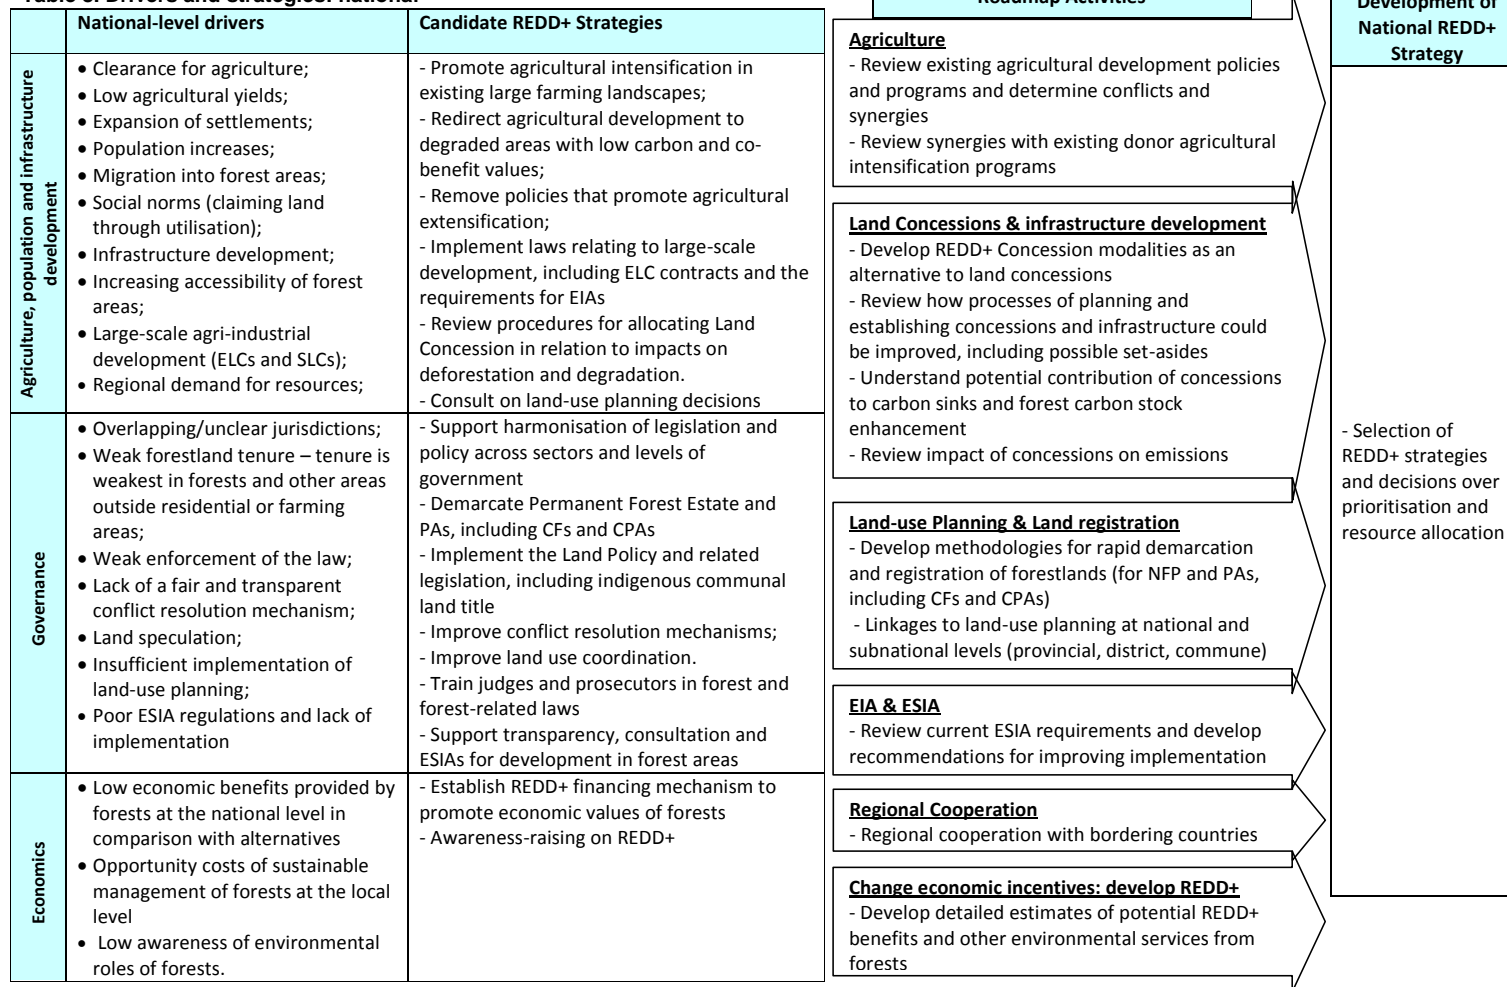 Table 3: Drivers and Strategies: national
National-level drivers
Candidate REDD+ Strategies
Agriculture, population and infrastructure
development
• Clearance for agriculture;
• Low agricultural yields;
• Expansion of settlements;
• Population increases;
• Migration into forest areas;
• Social norms (claiming land
through utilisation);
• Infrastructure development;
• Increasing accessibility of forest
areas;
• Large-scale agri-industrial
development (ELCs and SLCs);
• Regional demand for resources;
- Promote agricultural intensification in
existing large farming landscapes;
- Redirect agricultural development to
degraded areas with low carbon and co-
benefit values;
- Remove policies that promote agricultural
extensification;
- Implement laws relating to large-scale
development, including ELC contracts and the
requirements for EIAs
- Review procedures for allocating Land
Concession in relation to impacts on
deforestation and degradation.
- Consult on land-use planning decisions
Governance
• Overlapping/unclear jurisdictions;
• Weak forestland tenure – tenure is
weakest in forests and other areas
outside residential or farming
areas;
• Weak enforcement of the law;
• Lack of a fair and transparent
conflict resolution mechanism;
• Land speculation;
• Insufficient implementation of
land-use planning;
• Poor ESIA regulations and lack of
implementation
- Support harmonisation of legislation and
policy across sectors and levels of
government
- Demarcate Permanent Forest Estate and
PAs, including CFs and CPAs
- Implement the Land Policy and related
legislation, including indigenous communal
land title
- Improve conflict resolution mechanisms;
- Improve land use coordination.
- Train judges and prosecutors in forest and
forest-related laws
- Support transparency, consultation and
ESIAs for development in forest areas
Economics
• Low economic benefits provided by
forests at the national level in
comparison with alternatives
• Opportunity costs of sustainable
management of forests at the local
level
• Low awareness of environmental
roles of forests.
- Establish REDD+ financing mechanism to
promote economic values of forests
- Awareness-raising on REDD+
Roadmap Activities
Agriculture
- Review existing agricultural development policies
and programs and determine conflicts and
synergies
- Review synergies with existing donor agricultural
intensification programs
Land Concessions & infrastructure development
- Develop REDD+ Concession modalities as an
alternative to land concessions
- Review how processes of planning and
establishing concessions and infrastructure could
be improved, including possible set-asides
- Understand potential contribution of concessions
to carbon sinks and forest carbon stock
enhancement
- Review impact of concessions on emissions
Land-use Planning & Land registration
- Develop methodologies for rapid demarcation
and registration of forestlands (for NFP and PAs,
including CFs and CPAs)
- Linkages to land-use planning at national and
subnational levels (provincial, district, commune)
EIA & ESIA
- Review current ESIA requirements and develop
recommendations for improving implementation
Regional Cooperation
- Regional cooperation with bordering countries
Change economic incentives: develop REDD+
- Develop detailed estimates of potential REDD+
benefits and other environmental services from
forests
Development of
National REDD+
Strategy
- Selection of
REDD+ strategies
and decisions over
prioritisation and
resource allocation